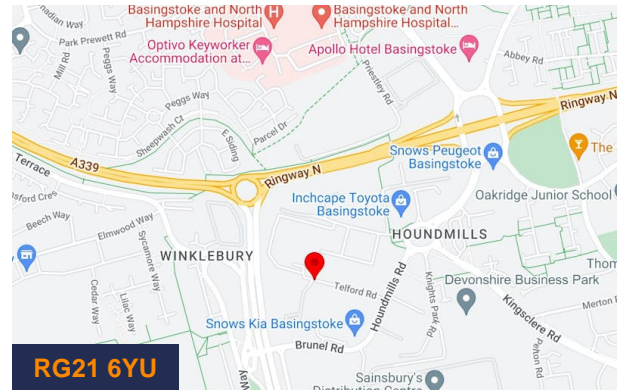 Basingstoke and North
Hampshire Hospital
Basingstoke and North
Hampshire Hospital...
Canadian Way
Park Prewett Rd
Mill Rd
Peggs Way
Optivo Keyworker
Accommodation at...
Apollo Hotel Basingstoke
Abbey Rd
Priestley Rd
Peggs Way
Sheepwash Ct
E Siding
Parcel Dr
Ringway N
A339
Terrace
Ringway N
Snows Peugeot
Basingstoke
The
Inchcape Toyota
Basingstoke
Oakridge Junior School
Beech Way
Elmwood Way
Sycamore Way
WINKLEBURY
HOUNDMILLS
Cedar Way
Lilac Way
Telford Rd
Houndmills Rd
Knights Park Rd
Devonshire Business Park
Kingsclere Rd
Merton
Snows Kia Basingstoke
Brunel Rd
Way
Sainsbury's
Distribution Centre
RG21 6YU